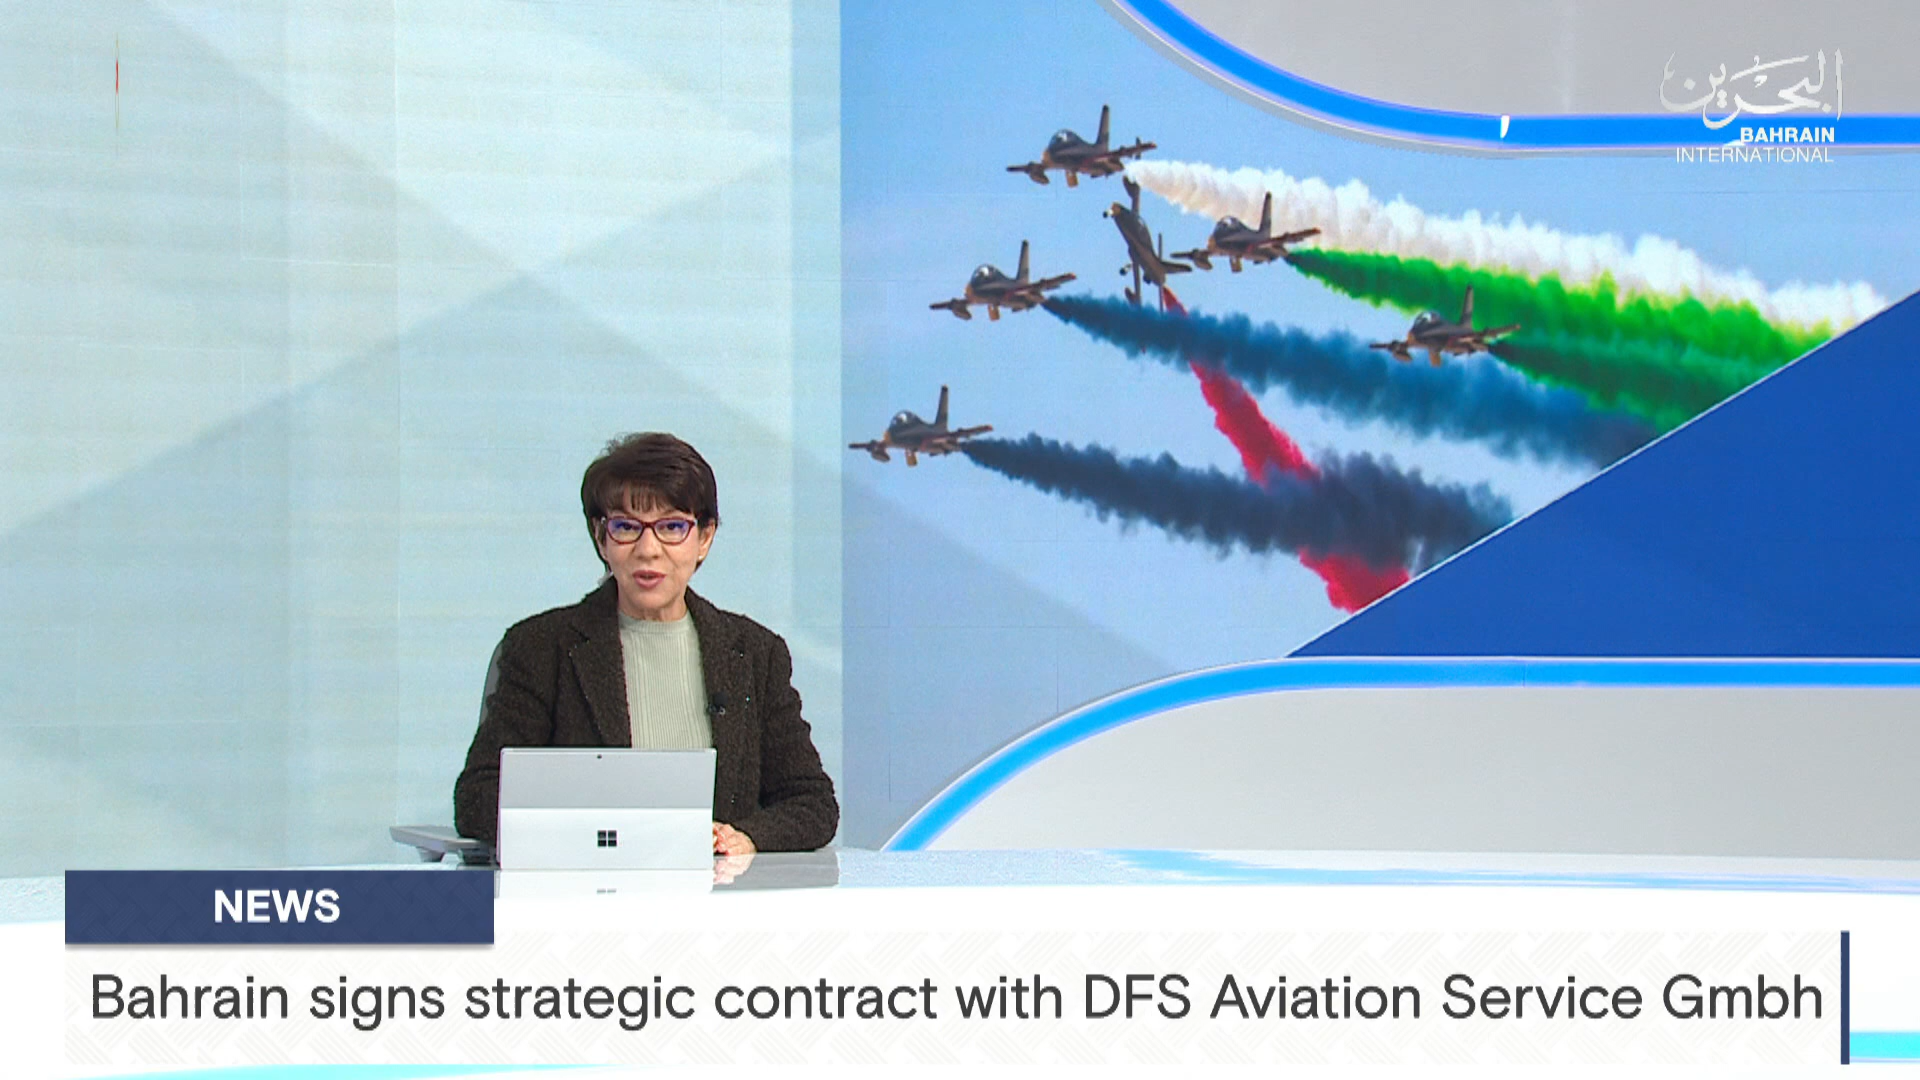 البحرين
BAHRAIN
INTERNATIONAL
NEWS
Bahrain signs strategic contract with DFS Aviation Service Gmbh